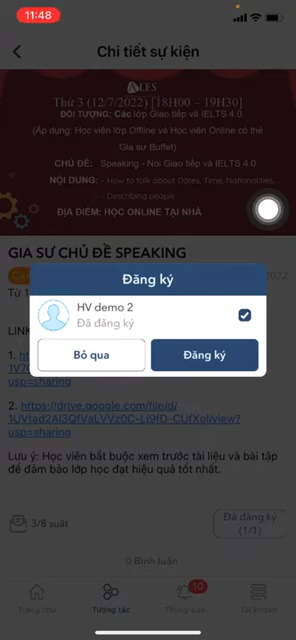 11:48
Chi tiết sự kiện
ALES
Thứ 3 (12/7/2022) [18H00 - 19H30]
ĐỐI TƯỢNG: Các lớp Giao tiếp và IELTS 4.0
(Áp dụng: Học viên lớp Offline và Học viên Online có thẻ
Gia sư Buffet)
CHỦ ĐỀ: Speaking - Nói Giao tiếp và IELTS 4.0
NỘI DUNG: - How to talk about Dates, Time, Nationalities...
- Describing people
ĐỊA ĐIỂM: HỌC ONLINE TẠI NHÀ
GIA SƯ CHỦ ĐỀ SPEAKING
2022
Từ 1
Đăng ký
HV demo 2
Đã đăng ký
LINK
1.
Bỏ qua
Đăng ký
usp=sharing
2. https://drive.google.com/file/d/
usp=sharing
Lưu ý: Học viên bắt buộc xem trước tài liệu và bài tập
để đảm bảo lớp học đạt hiệu quả tốt nhất.
3/8 suất
Đã đăng ký
(1/1)
0 Bình luận
10
Trang chủ
Tương tác
Thông báo
Tài khoản